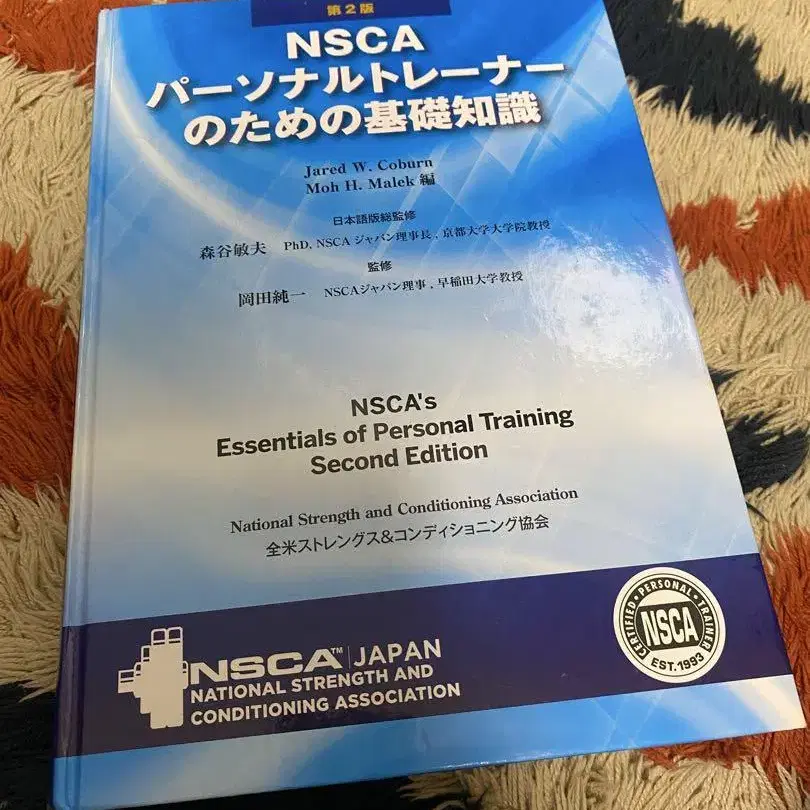 第2版
NSCA
パーソナルトレーナー
のための基礎知識
Jared W. Coburn
Moh H. Malek 編
日本語版総監修
森谷敏夫 PhD, NSCA ジャパン理事長 , 京都大学大学院教授
監修
岡田純一 NSCAジャパン理事 , 早稲田大学教授
NSCA's
Essentials of Personal Training
Second Edition
National Strength and Conditioning Association
全米ストレングス&コンディショニング協会
NSCA™ | JAPAN
NATIONAL STRENGTH AND
CONDITIONING ASSOCIATION
CERTIFIED • PERSONAL • TRAINER
NSCA
EST. 1993